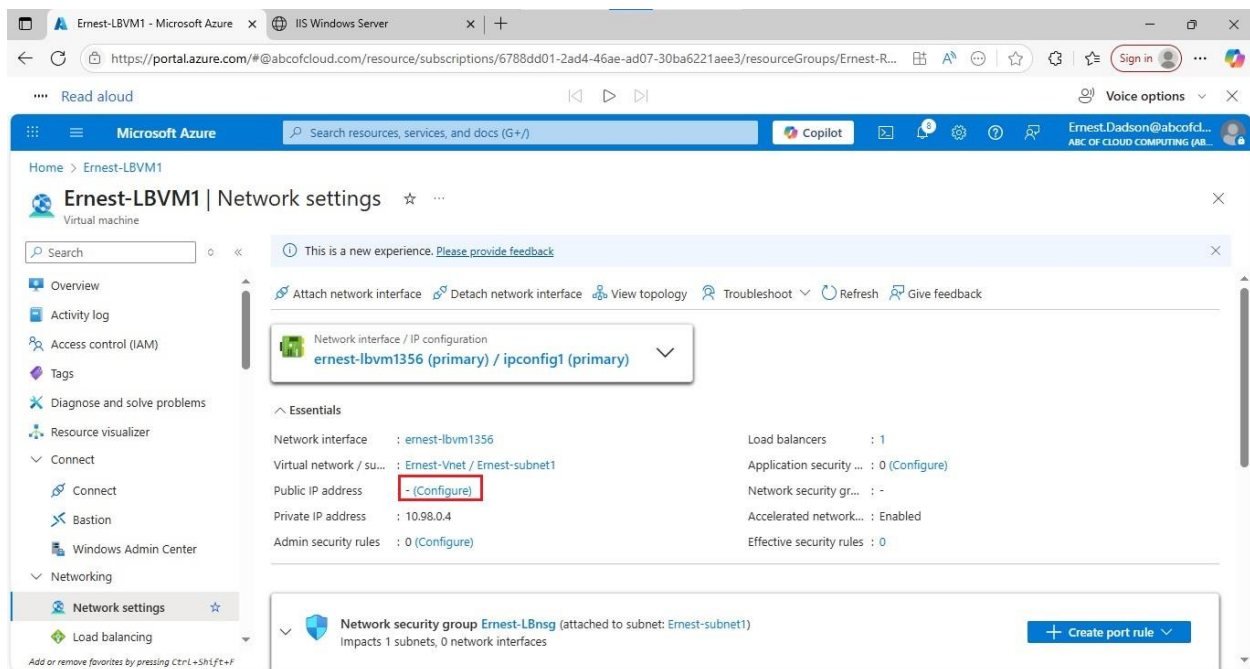 Ernest-LBVM1 - Microsoft Azure
IIS Windows Server
https://portal.azure.com/#@abcofcloud.com/resource/subscriptions/6788dd01-2ad4-46ae-ad07-30ba6221aee3/resourceGroups/Ernest-R...
Sign in
Read aloud
Voice options
Microsoft Azure
Search resources, services, and docs (G+/)
Copilot
8
Ernest.Dadson@abcofcl...
ABC OF CLOUD COMPUTING (AB...
Home > Ernest-LBVM1
Ernest-LBVM1 | Network settings
Virtual machine
Search
Overview
Activity log
Access control (IAM)
Tags
Diagnose and solve problems
Resource visualizer
Connect
Connect
Bastion
Windows Admin Center
Networking
Network settings
Load balancing
Add or remove favorites by pressing Ctrl+Shift+F
This is a new experience. Please provide feedback
Attach network interface Detach network interface View topology Troubleshoot Refresh Give feedback
Network interface / IP configuration
ernest-lbvm1356 (primary) / ipconfig1 (primary)
Essentials
Network interface : ernest-lbvm1356
Virtual network / su... : Ernest-Vnet / Ernest-subnet1
Public IP address : - (Configure)
Private IP address : 10.98.0.4
Admin security rules : 0 (Configure)
Load balancers : 1
Application security ... : 0 (Configure)
Network security gr... : -
Accelerated network... : Enabled
Effective security rules : 0
Network security group Ernest-LBnsg (attached to subnet: Ernest-subnet1)
Impacts 1 subnets, 0 network interfaces
Create port rule